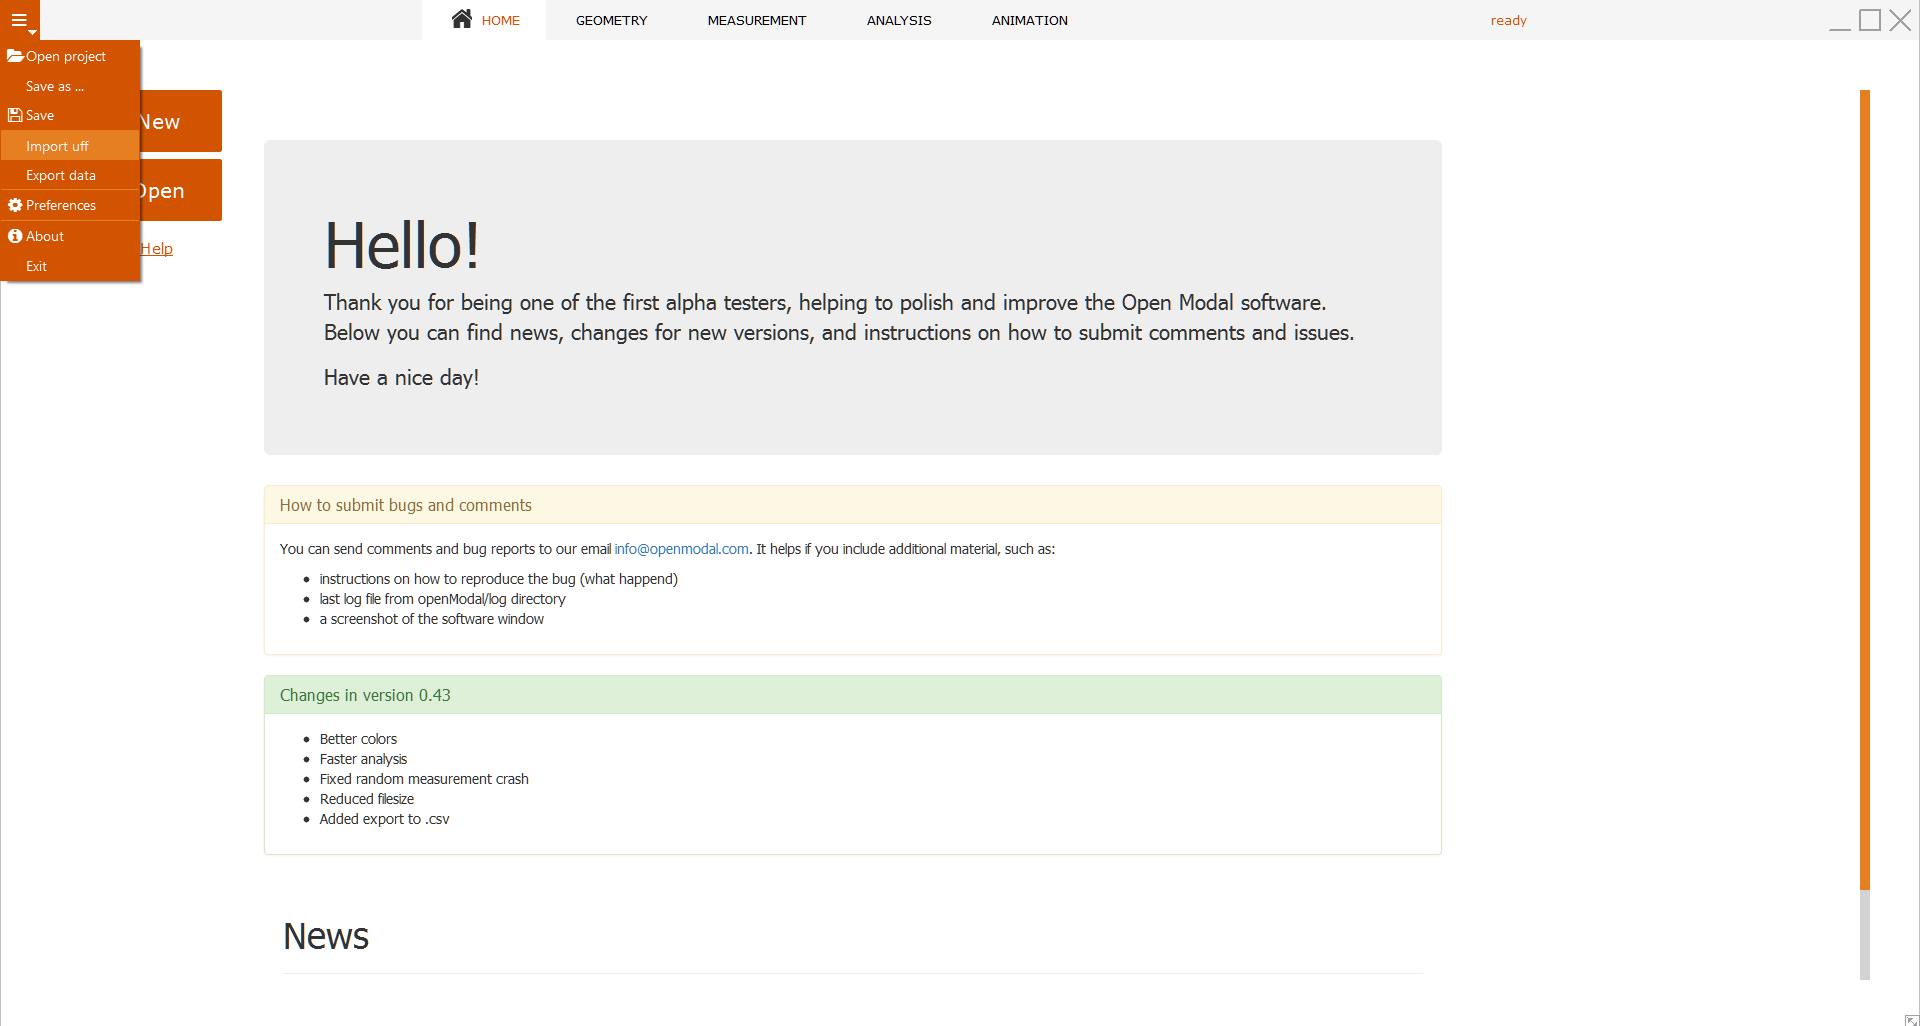 HOME
GEOMETRY
MEASUREMENT
ANALYSIS
ANIMATION
ready
Open project
Save as ...
Save
Import uff
Export data
Preferences
About
Exit
New
Open
Help
Hello!
Thank you for being one of the first alpha testers, helping to polish and improve the Open Modal software.
Below you can find news, changes for new versions, and instructions on how to submit comments and issues.
Have a nice day!
How to submit bugs and comments
You can send comments and bug reports to our email info@openmodal.com. It helps if you include additional material, such as:
instructions on how to reproduce the bug (what happend)
last log file from openModal/log directory
a screenshot of the software window
Changes in version 0.43
Better colors
Faster analysis
Fixed random measurement crash
Reduced filesize
Added export to .csv
News